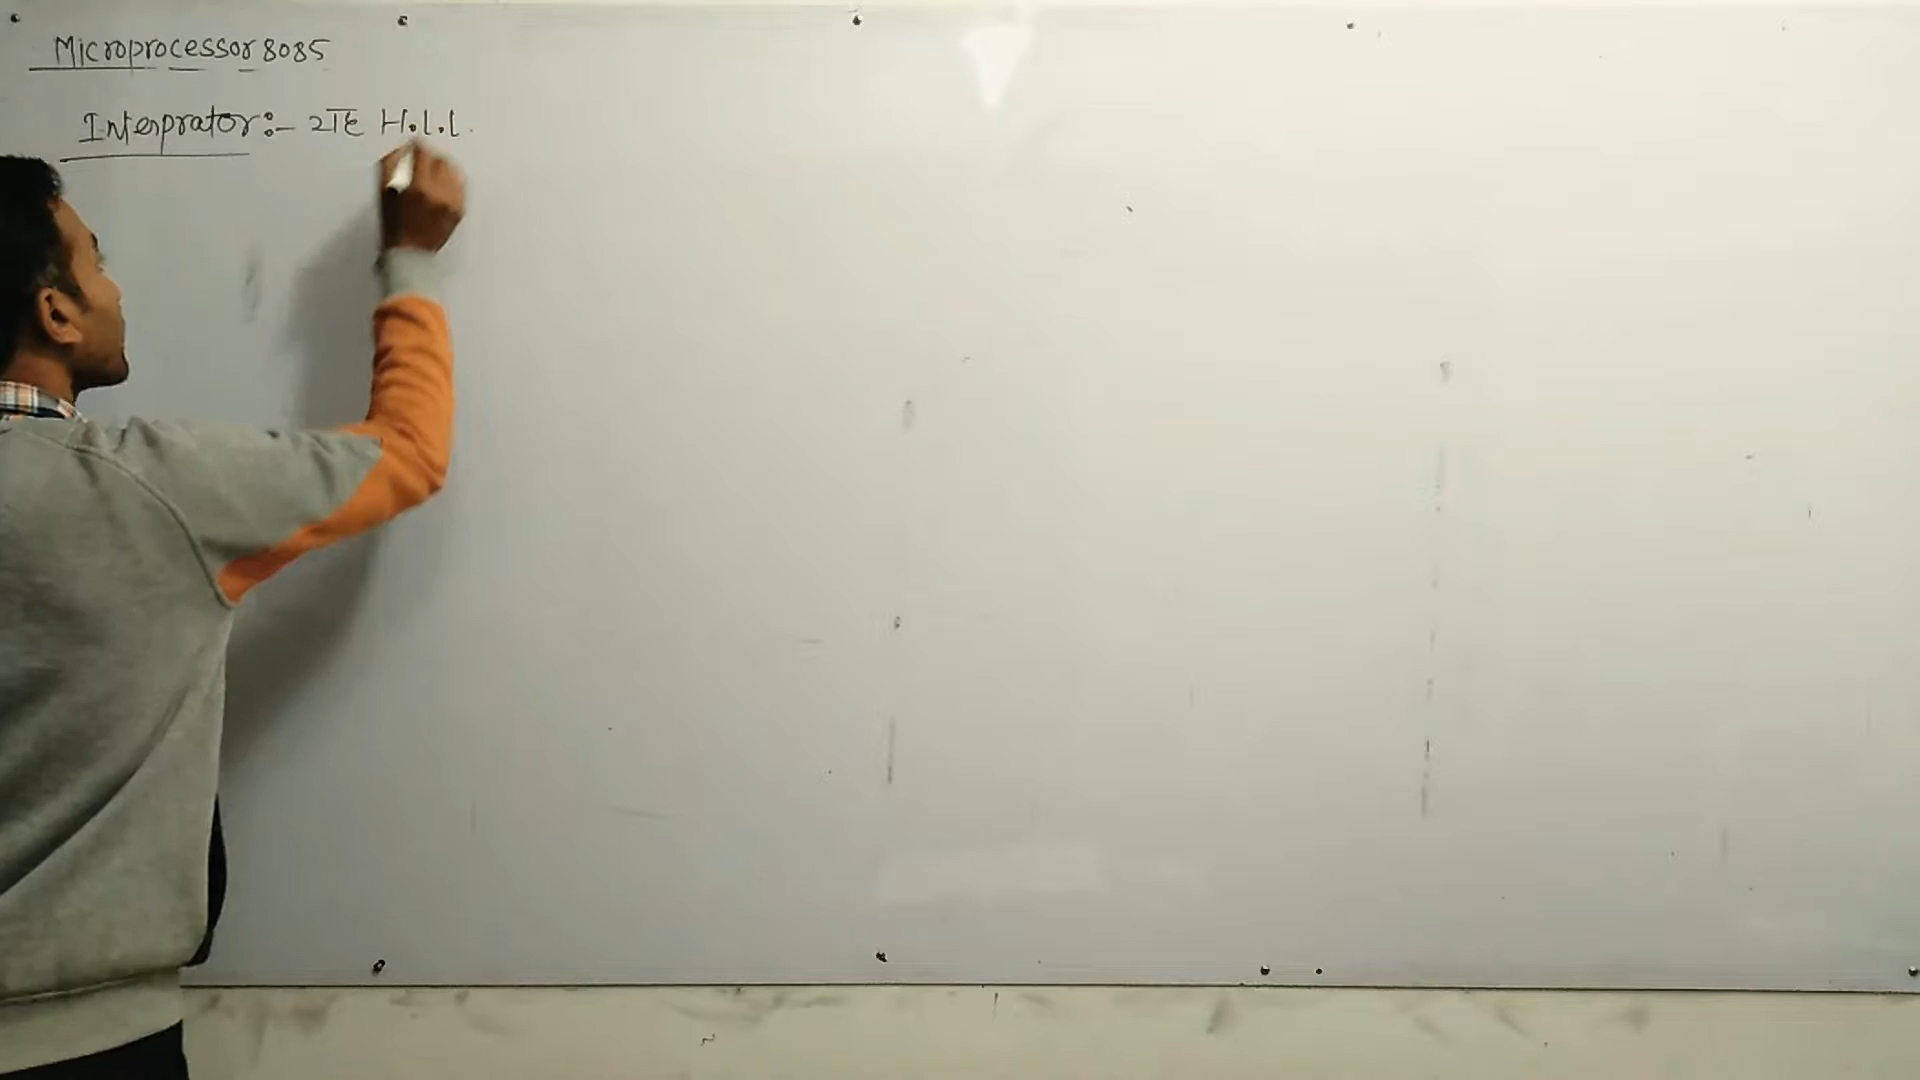 Microprocessor 8085
Interprator:- यह H.L.L.